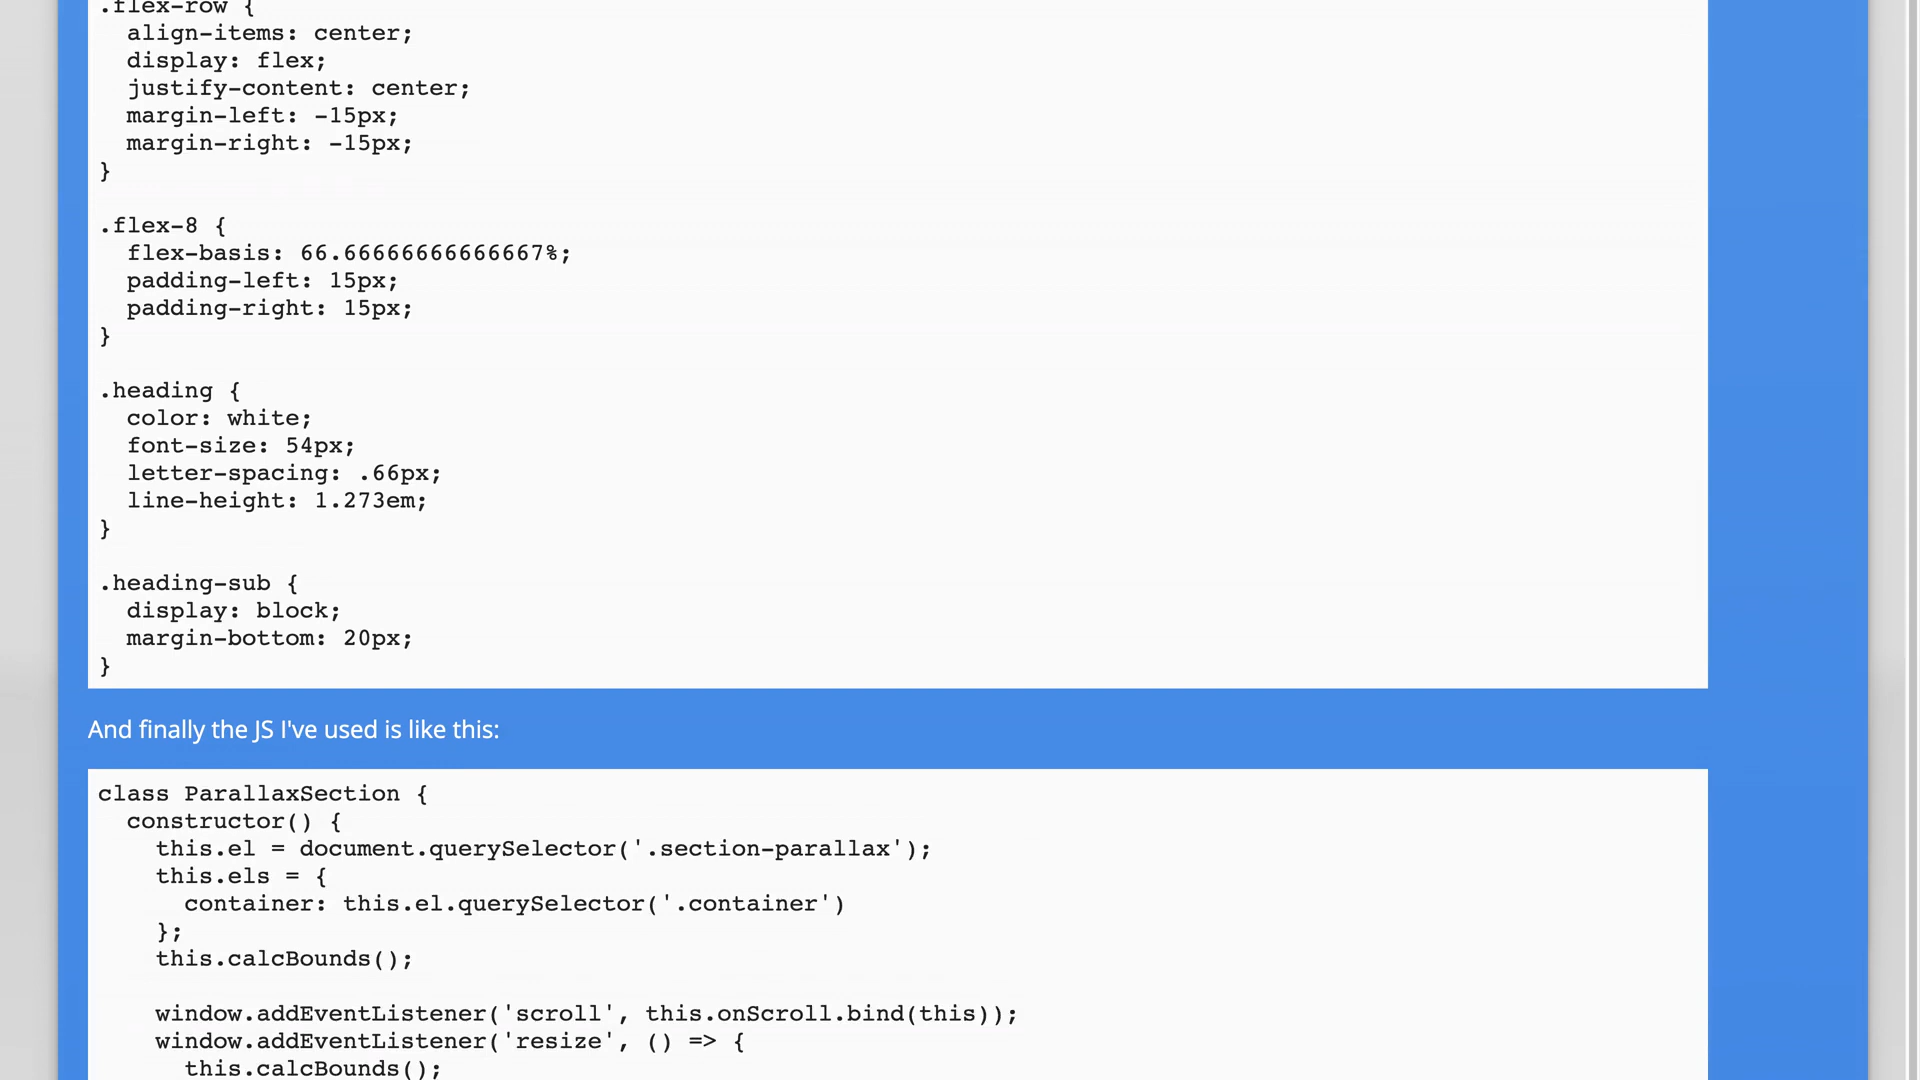 .flex-row {
  align-items: center;
  display: flex;
  justify-content: center;
  margin-left: -15px;
  margin-right: -15px;
}

.flex-8 {
  flex-basis: 66.66666666666667%;
  padding-left: 15px;
  padding-right: 15px;
}

.heading {
  color: white;
  font-size: 54px;
  letter-spacing: .66px;
  line-height: 1.273em;
}

.heading-sub {
  display: block;
  margin-bottom: 20px;
}
And finally the JS I've used is like this:
class ParallaxSection {
  constructor() {
    this.el = document.querySelector('.section-parallax');
    this.els = {
      container: this.el.querySelector('.container')
    };
    this.calcBounds();

    window.addEventListener('scroll', this.onScroll.bind(this));
    window.addEventListener('resize', () => {
      this.calcBounds();